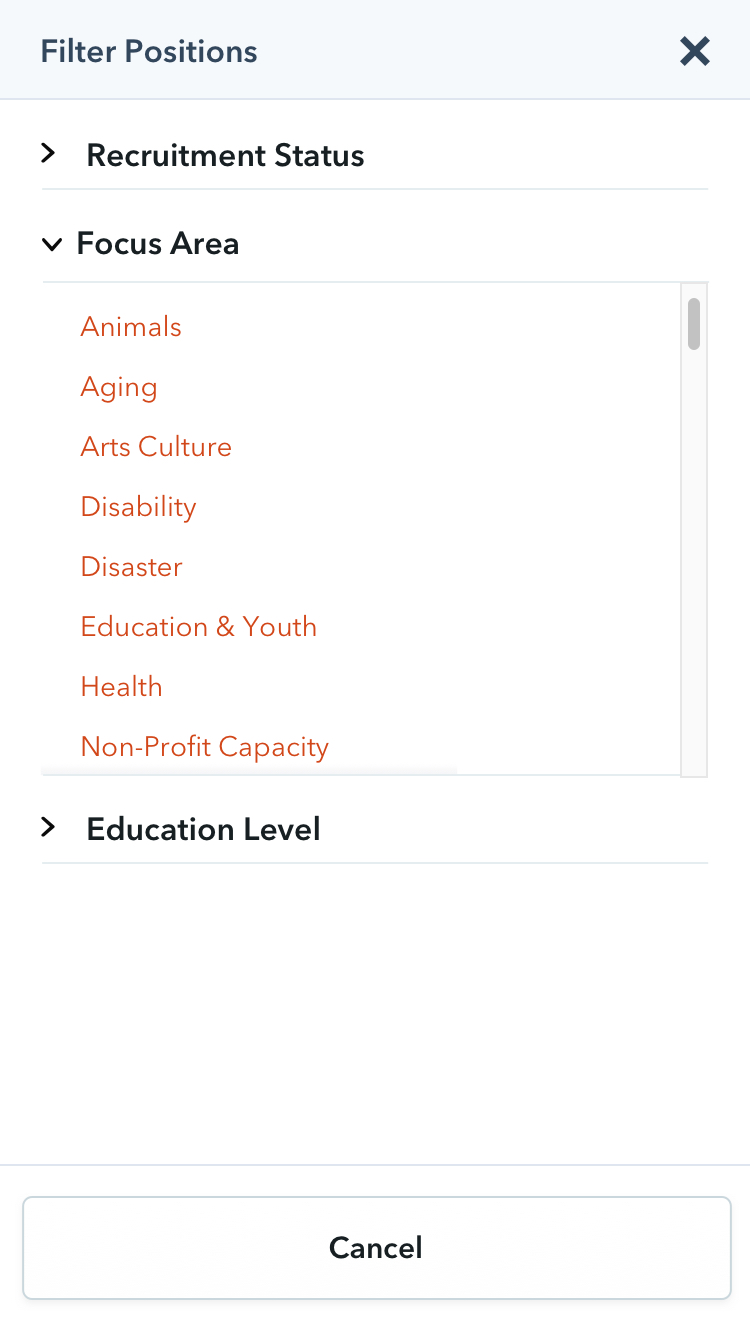 Filter Positions
Recruitment Status
Focus Area
Animals
Aging
Arts Culture
Disability
Disaster
Education & Youth
Health
Non-Profit Capacity
Education Level
Cancel